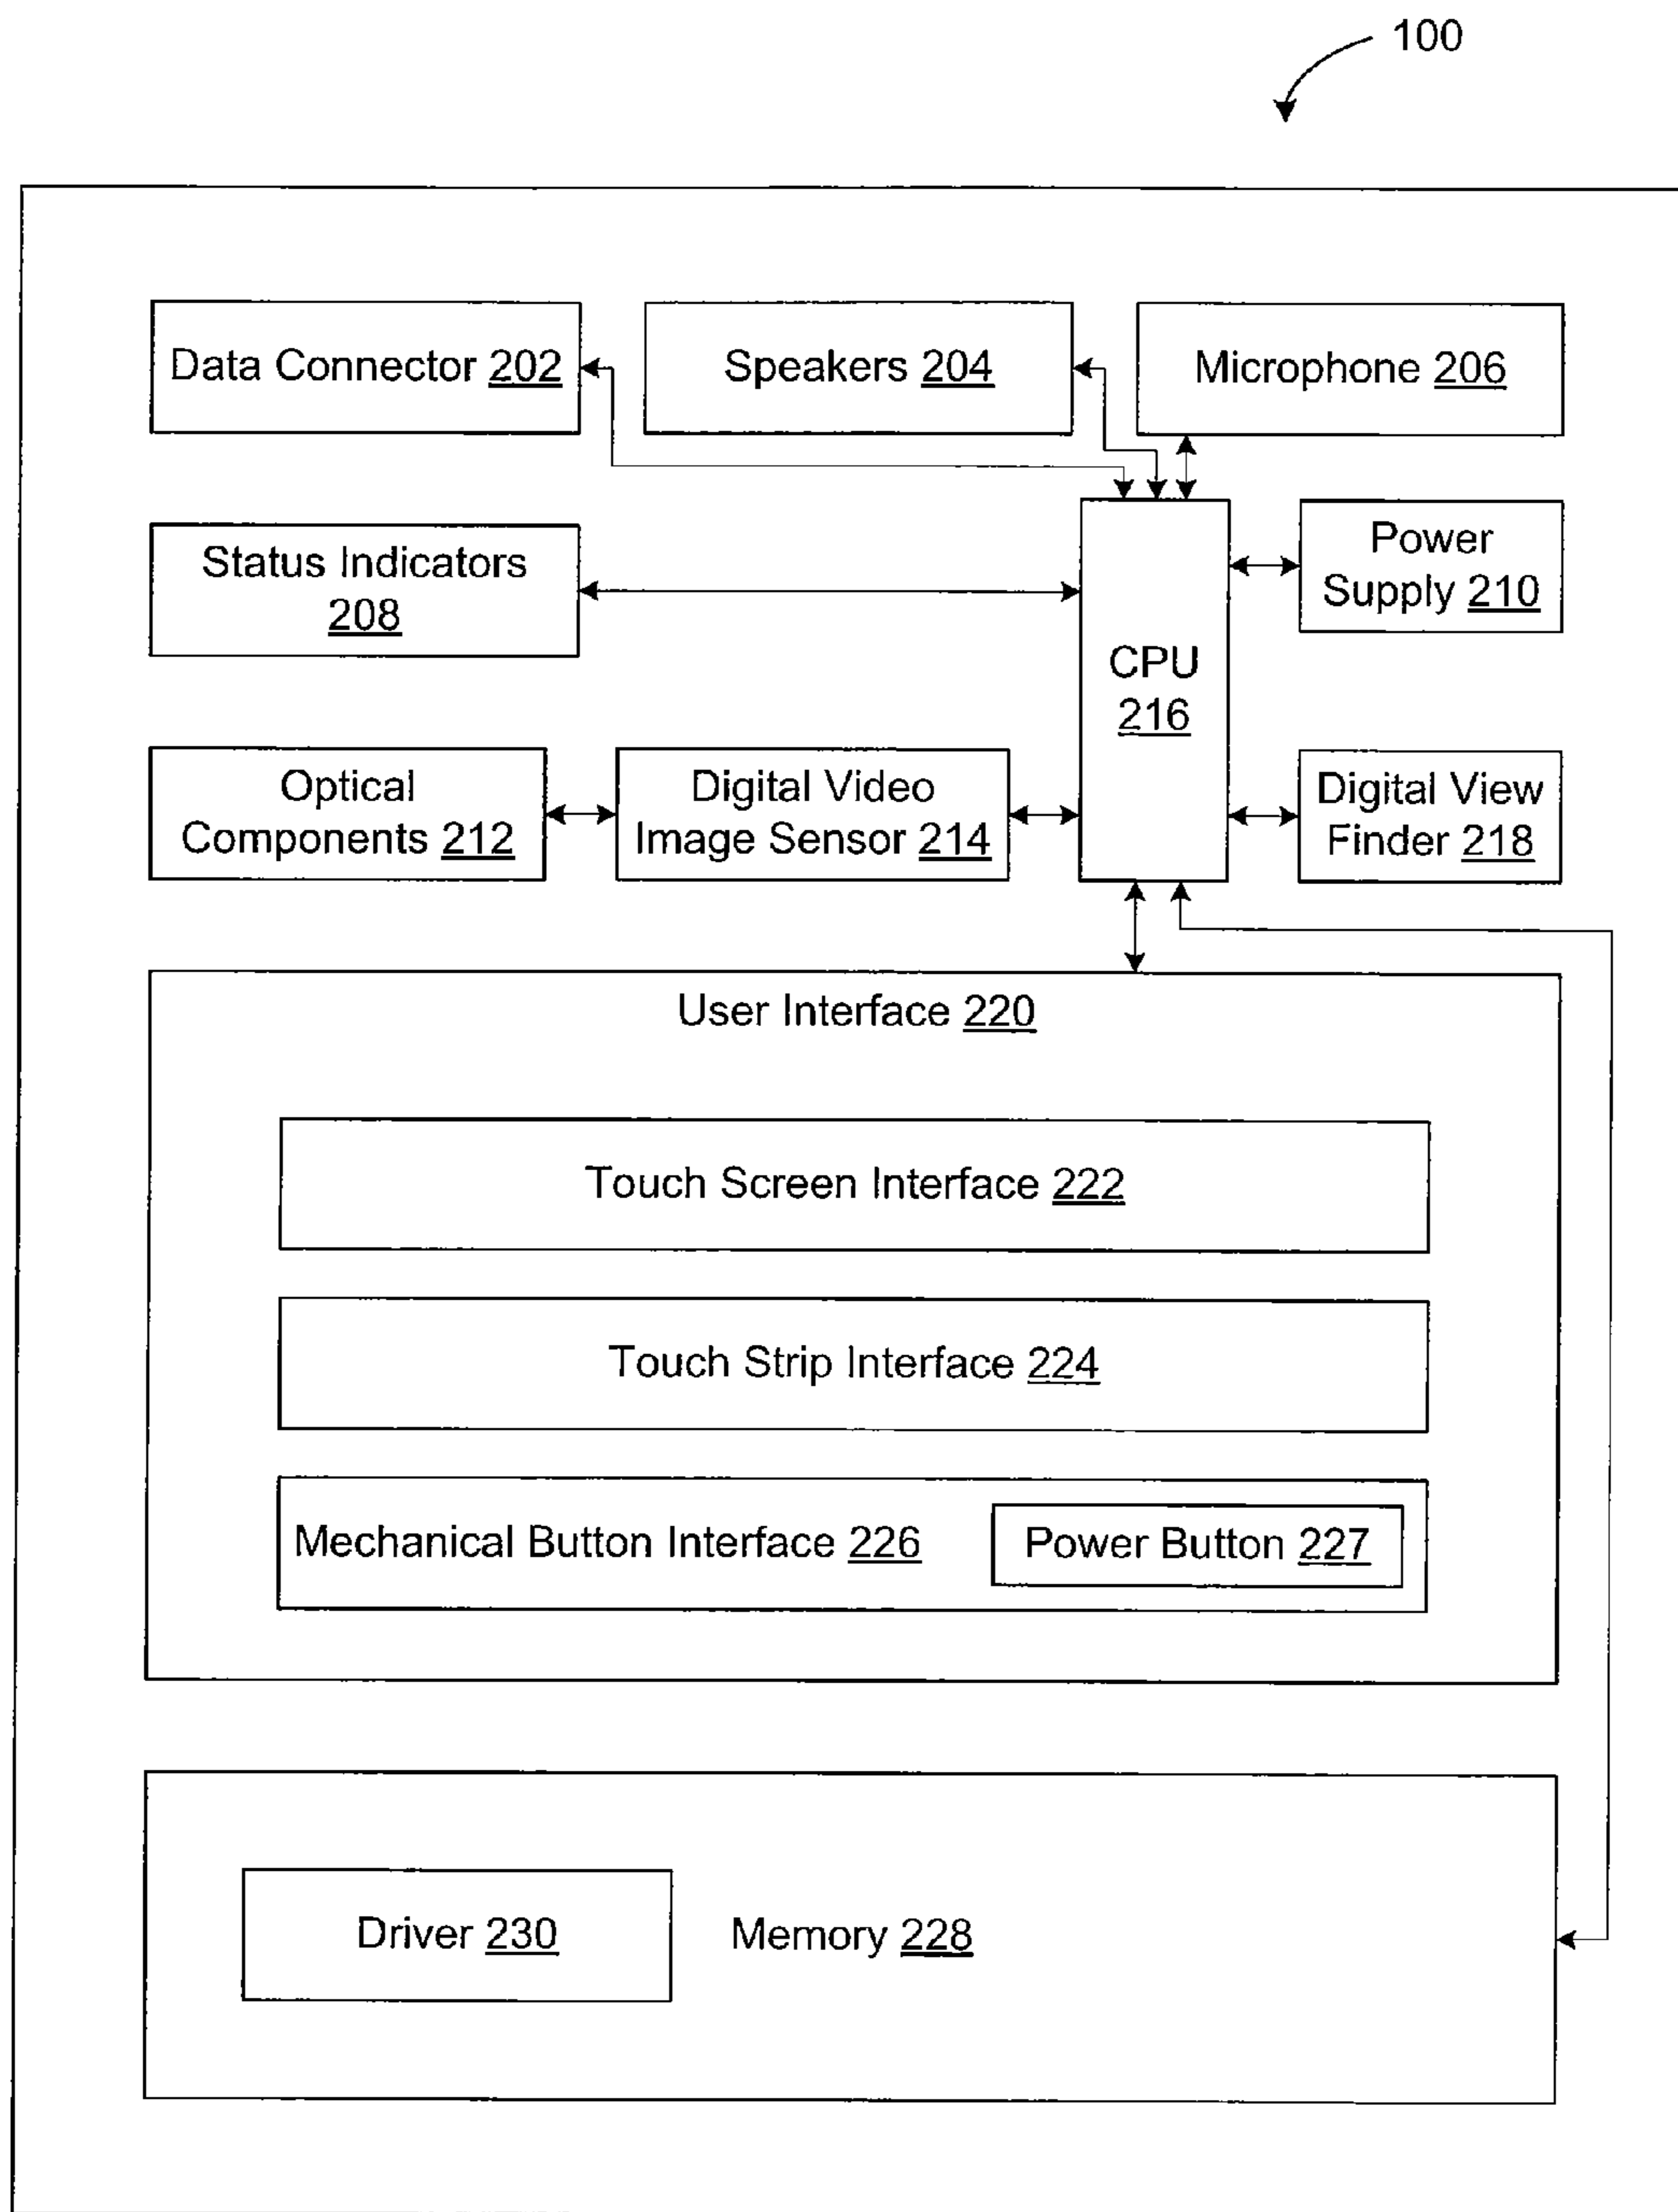 100
Data Connector 202
Speakers 204
Microphone 206
Status Indicators
208
Power
Supply 210
CPU
216
Optical
Components 212
Digital Video
Image Sensor 214
Digital View
Finder 218
User Interface 220
Touch Screen Interface 222
Touch Strip Interface 224
Mechanical Button Interface 226
Power Button 227
Driver 230
Memory 228